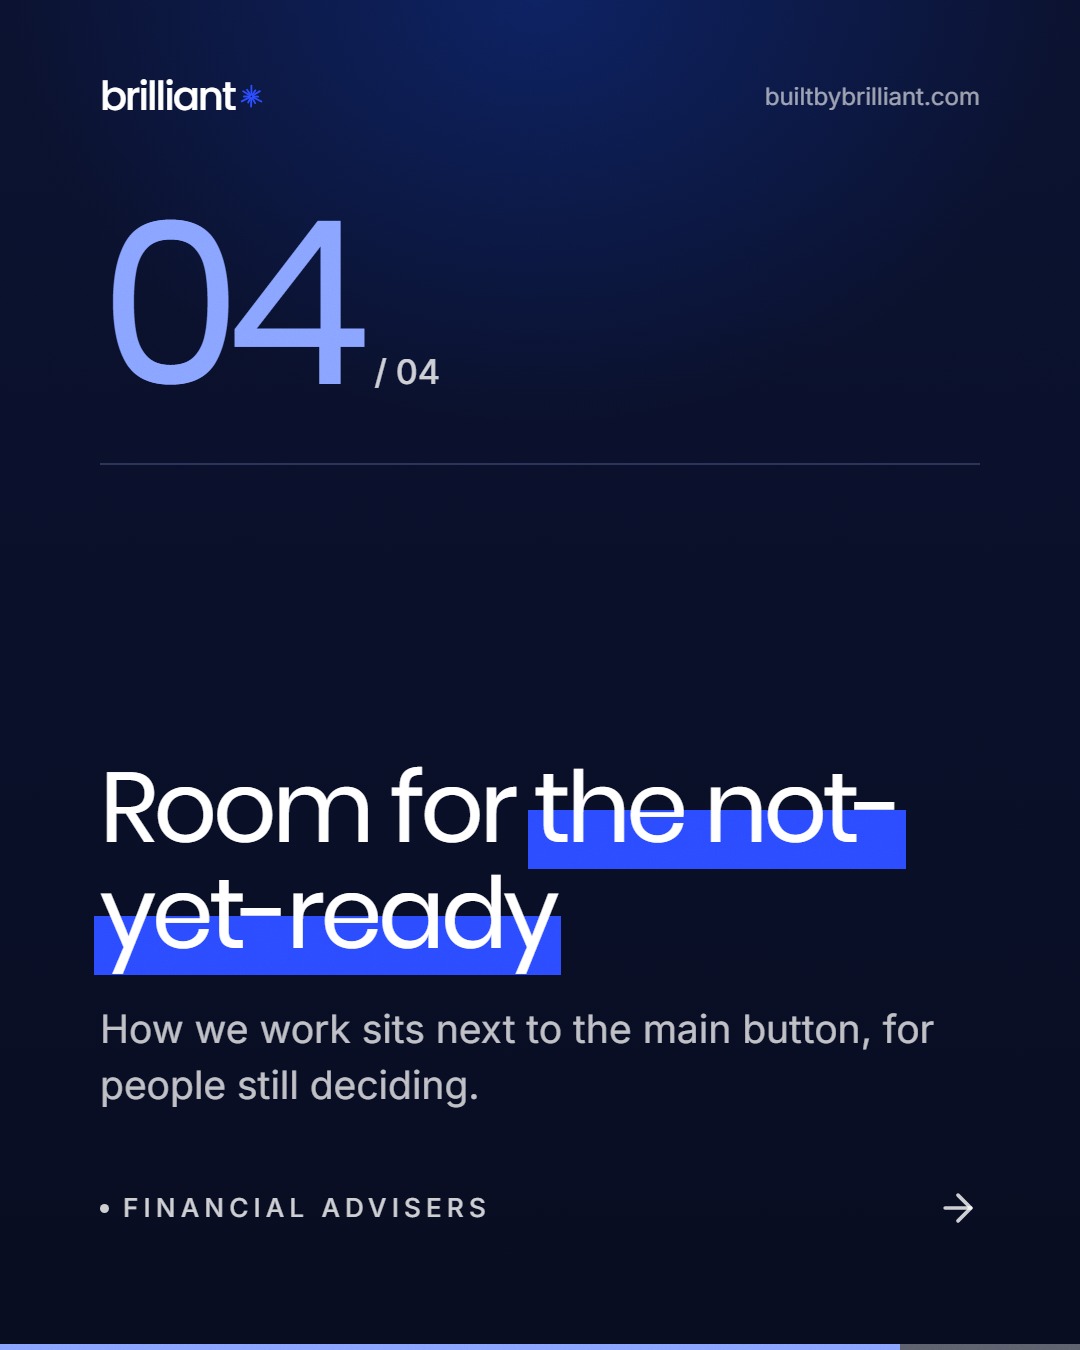 brilliant
builtbybrilliant.com
04 / 04
Room for the not-
yet-ready
How we work sits next to the main button, for
people still deciding.
• FINANCIAL ADVISERS